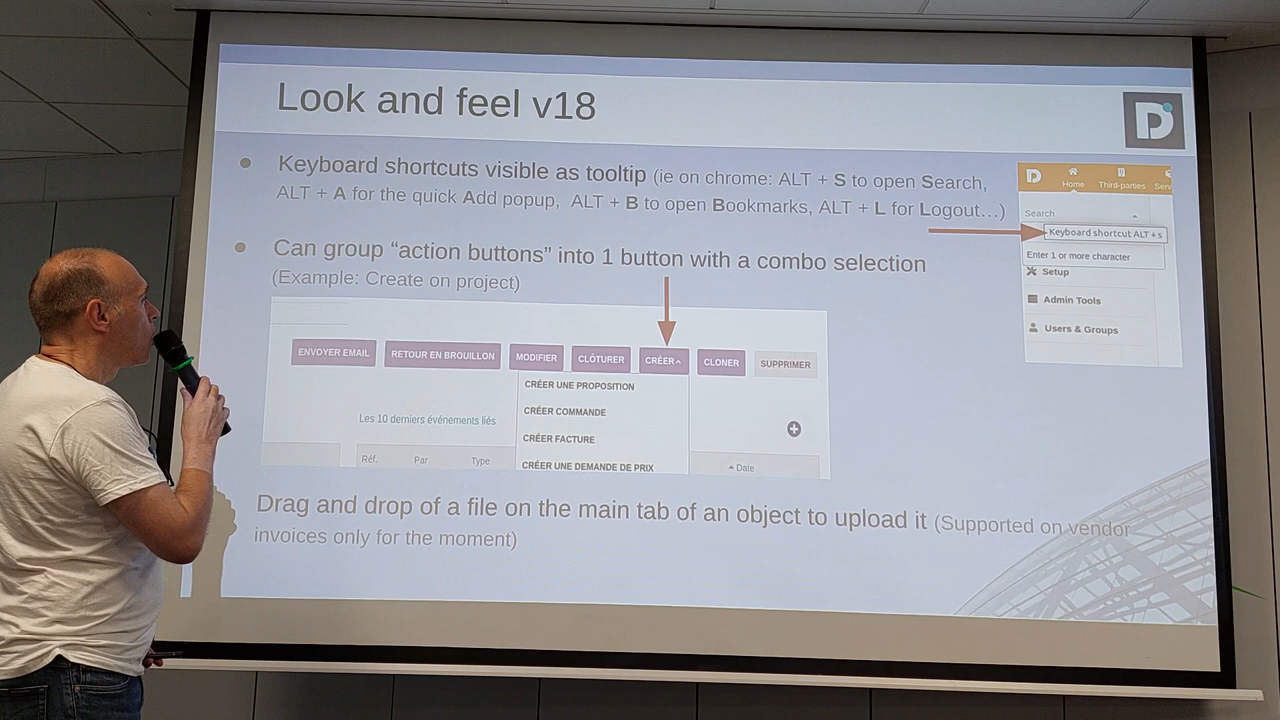 Look and feel v18
D
Keyboard shortcuts visible as tooltip (ie on chrome: ALT + S to open Search,
ALT + A for the quick Add popup, ALT + B to open Bookmarks, ALT + L for Logout…)
Home Third-parties Serv
Search
Keyboard shortcut ALT + s
Enter 1 or more character
Setup
Admin Tools
Users & Groups
Can group “action buttons” into 1 button with a combo selection
(Example: Create on project)
ENVOYER EMAIL RETOUR EN BROUILLON MODIFIER CLÔTURER CRÉER CLONER SUPPRIMER
CRÉER UNE PROPOSITION
CRÉER COMMANDE
CRÉER FACTURE
CRÉER UNE DEMANDE DE PRIX
Les 10 derniers événements liés
Réf. Par Type Date
Drag and drop of a file on the main tab of an object to upload it (Supported on vendor
invoices only for the moment)